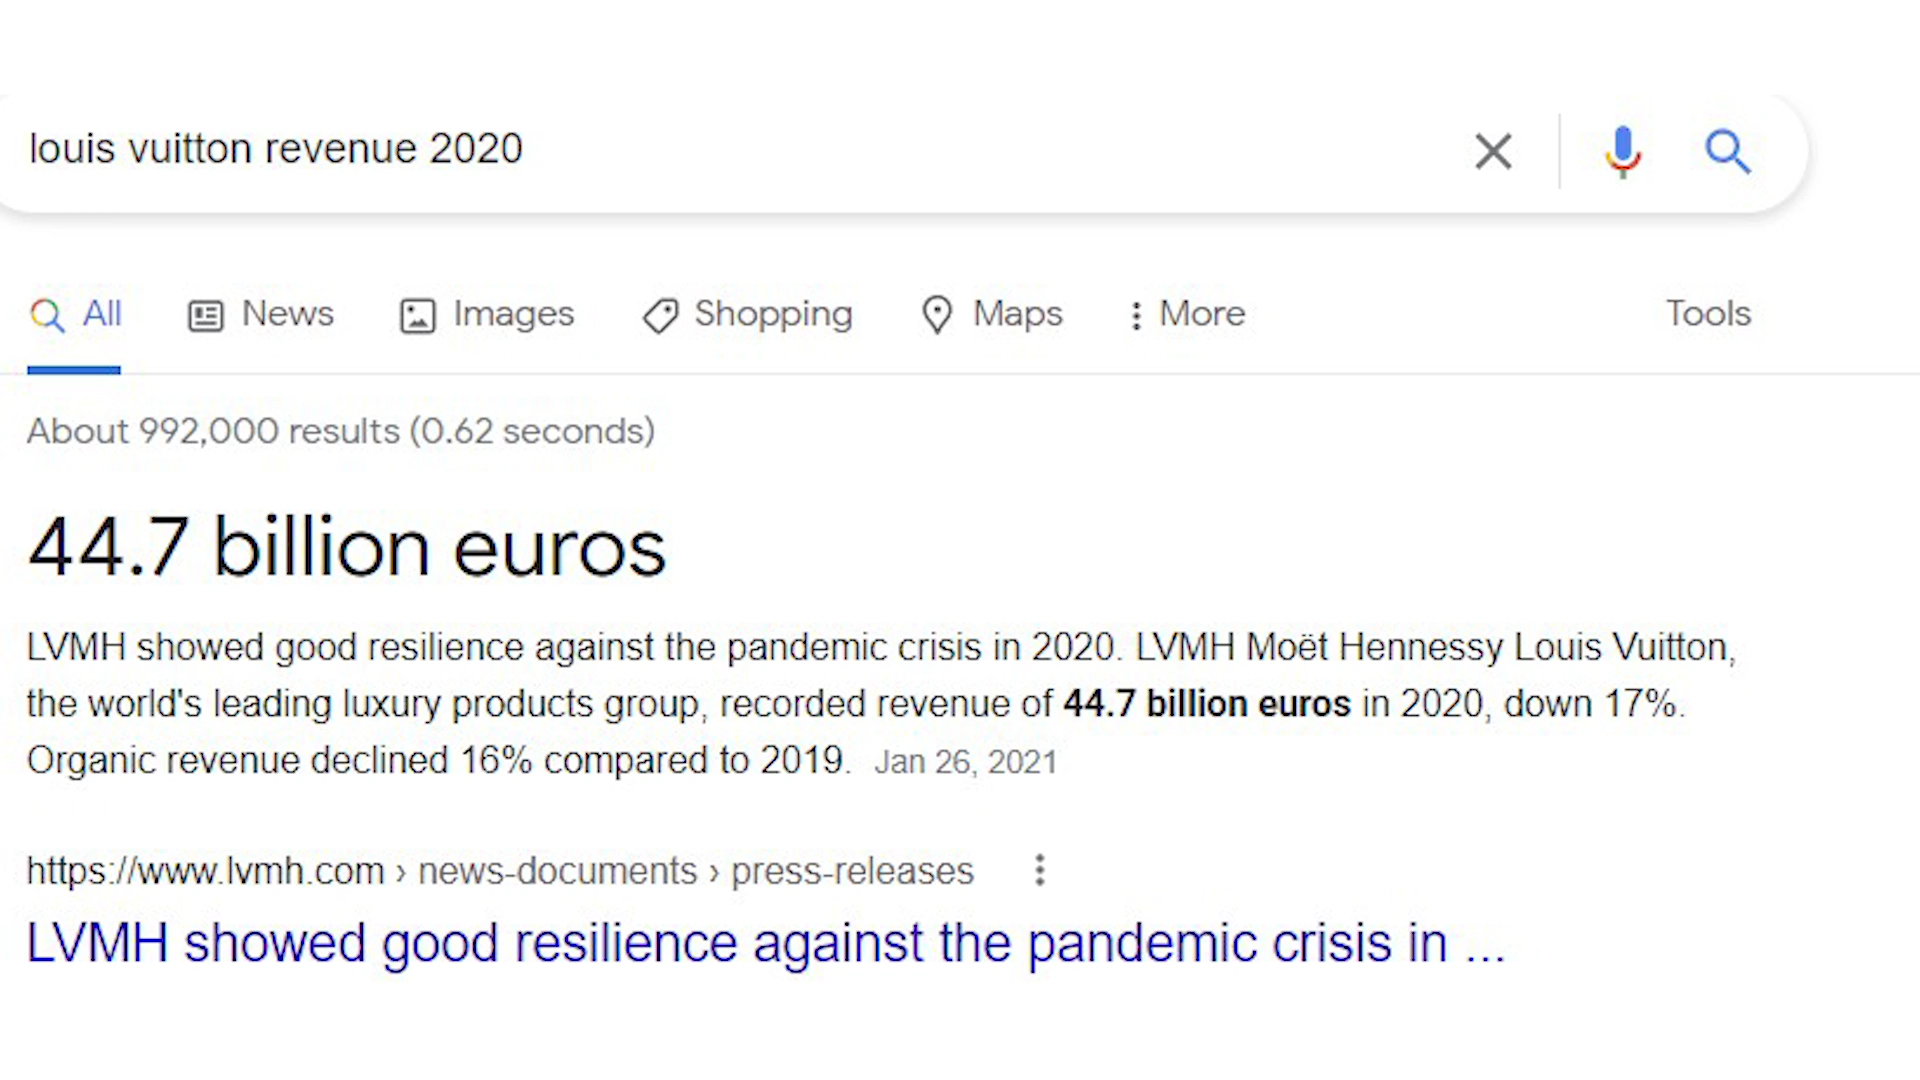 louis vuitton revenue 2020
All News Images Shopping Maps More Tools
About 992,000 results (0.62 seconds)
44.7 billion euros
LVMH showed good resilience against the pandemic crisis in 2020. LVMH Moët Hennessy Louis Vuitton,
the world's leading luxury products group, recorded revenue of 44.7 billion euros in 2020, down 17%.
Organic revenue declined 16% compared to 2019. Jan 26, 2021
https://www.lvmh.com › news-documents › press-releases
LVMH showed good resilience against the pandemic crisis in ...